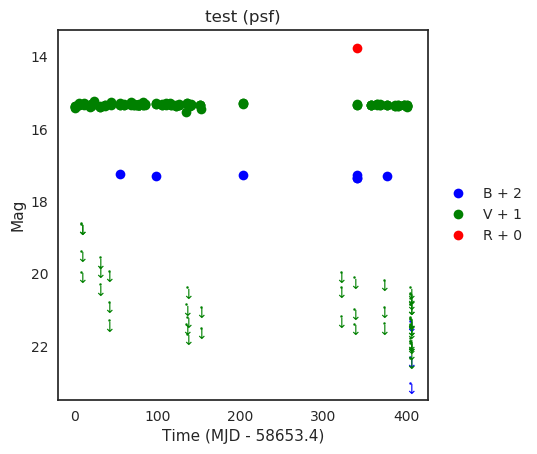 test (psf)
14
16
18
20
22
Mag
0
100
200
300
400
Time (MJD - 58653.4)
B + 2
V + 1
R + 0